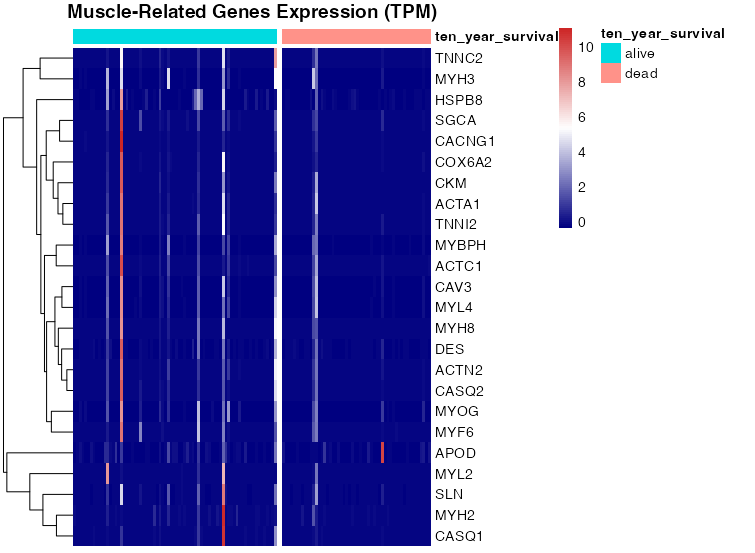 Muscle-Related Genes Expression (TPM)
ten_year_survival
TNNC2
MYH3
HSPB8
SGCA
CACNG1
COX6A2
CKM
ACTA1
TNNI2
MYBPH
ACTC1
CAV3
MYL4
MYH8
DES
ACTN2
CASQ2
MYOG
MYF6
APOD
MYL2
SLN
MYH2
CASQ1
10
8
6
4
2
0
ten_year_survival
alive
dead